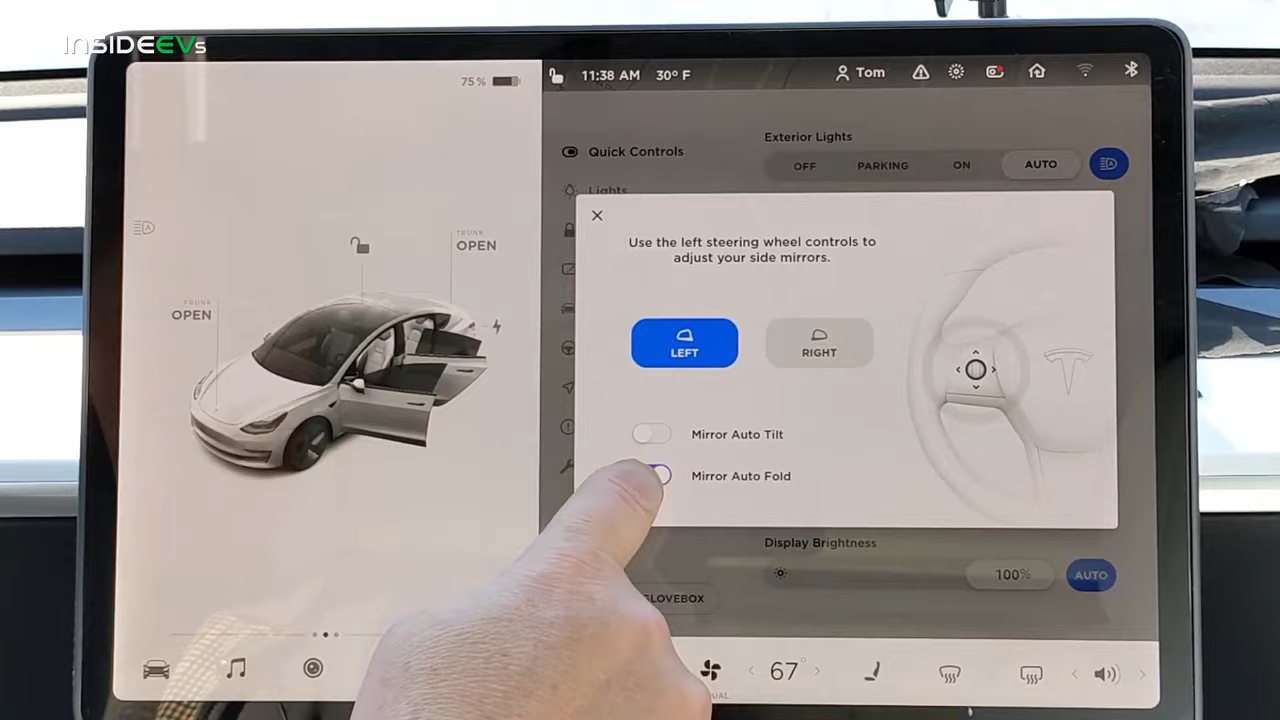 INSIDEEVs
75 %
11:38 AM
30° F
Tom
TRUNK
OPEN
FRUNK
OPEN
Quick Controls
Lights
Exterior Lights
OFF
PARKING
ON
AUTO
Use the left steering wheel controls to
adjust your side mirrors.
LEFT
RIGHT
Mirror Auto Tilt
Mirror Auto Fold
Display Brightness
100%
AUTO
GLOVEBOX
67°